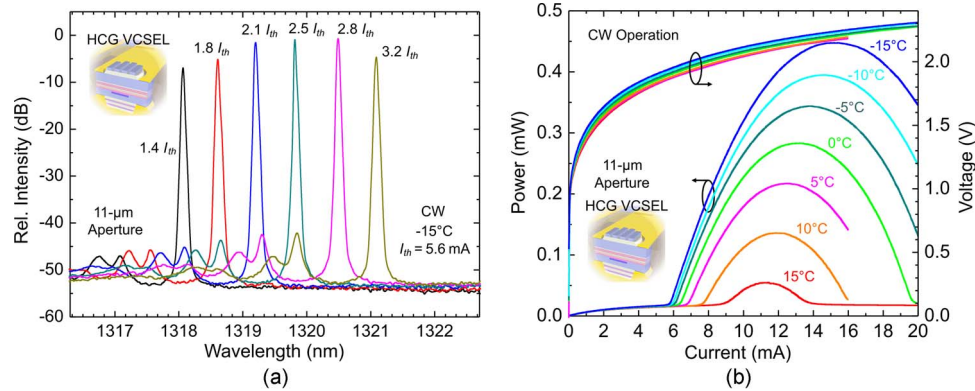 HCG VCSEL
1.4 Ith
1.8 Ith
2.1 Ith
2.5 Ith
2.8 Ith
3.2 Ith
11-μm
Aperture
CW
-15°C
Ith = 5.6 mA
Rel. Intensity (dB)
0
-10
-20
-30
-40
-50
-60
1317 1318 1319 1320 1321 1322
Wavelength (nm)
(a)
CW Operation
-15°C
-10°C
-5°C
0°C
5°C
10°C
15°C
11-μm
Aperture
HCG VCSEL
Power (mW)
0.5
0.4
0.3
0.2
0.1
0.0
Voltage (V)
2.0
1.5
1.0
0.5
0.0
0 2 4 6 8 10 12 14 16 18 20
Current (mA)
(b)